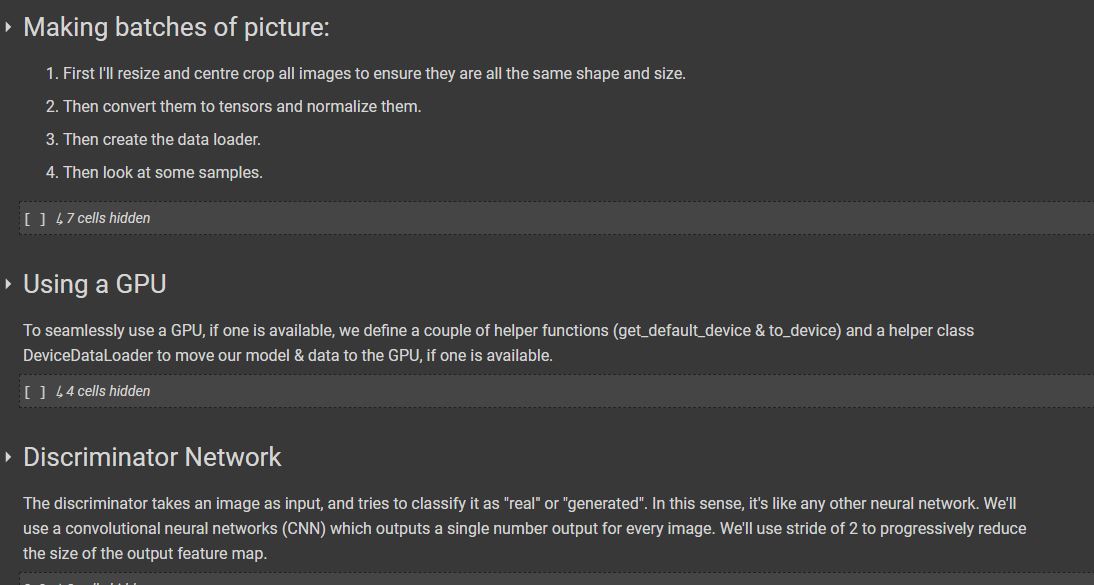 Making batches of picture:
1. First I'll resize and centre crop all images to ensure they are all the same shape and size.
2. Then convert them to tensors and normalize them.
3. Then create the data loader.
4. Then look at some samples.
[ ] ↳ 7 cells hidden
Using a GPU
To seamlessly use a GPU, if one is available, we define a couple of helper functions (get_default_device & to_device) and a helper class
DeviceDataLoader to move our model & data to the GPU, if one is available.
[ ] ↳ 4 cells hidden
Discriminator Network
The discriminator takes an image as input, and tries to classify it as "real" or "generated". In this sense, it's like any other neural network. We'll
use a convolutional neural networks (CNN) which outputs a single number output for every image. We'll use stride of 2 to progressively reduce
the size of the output feature map.